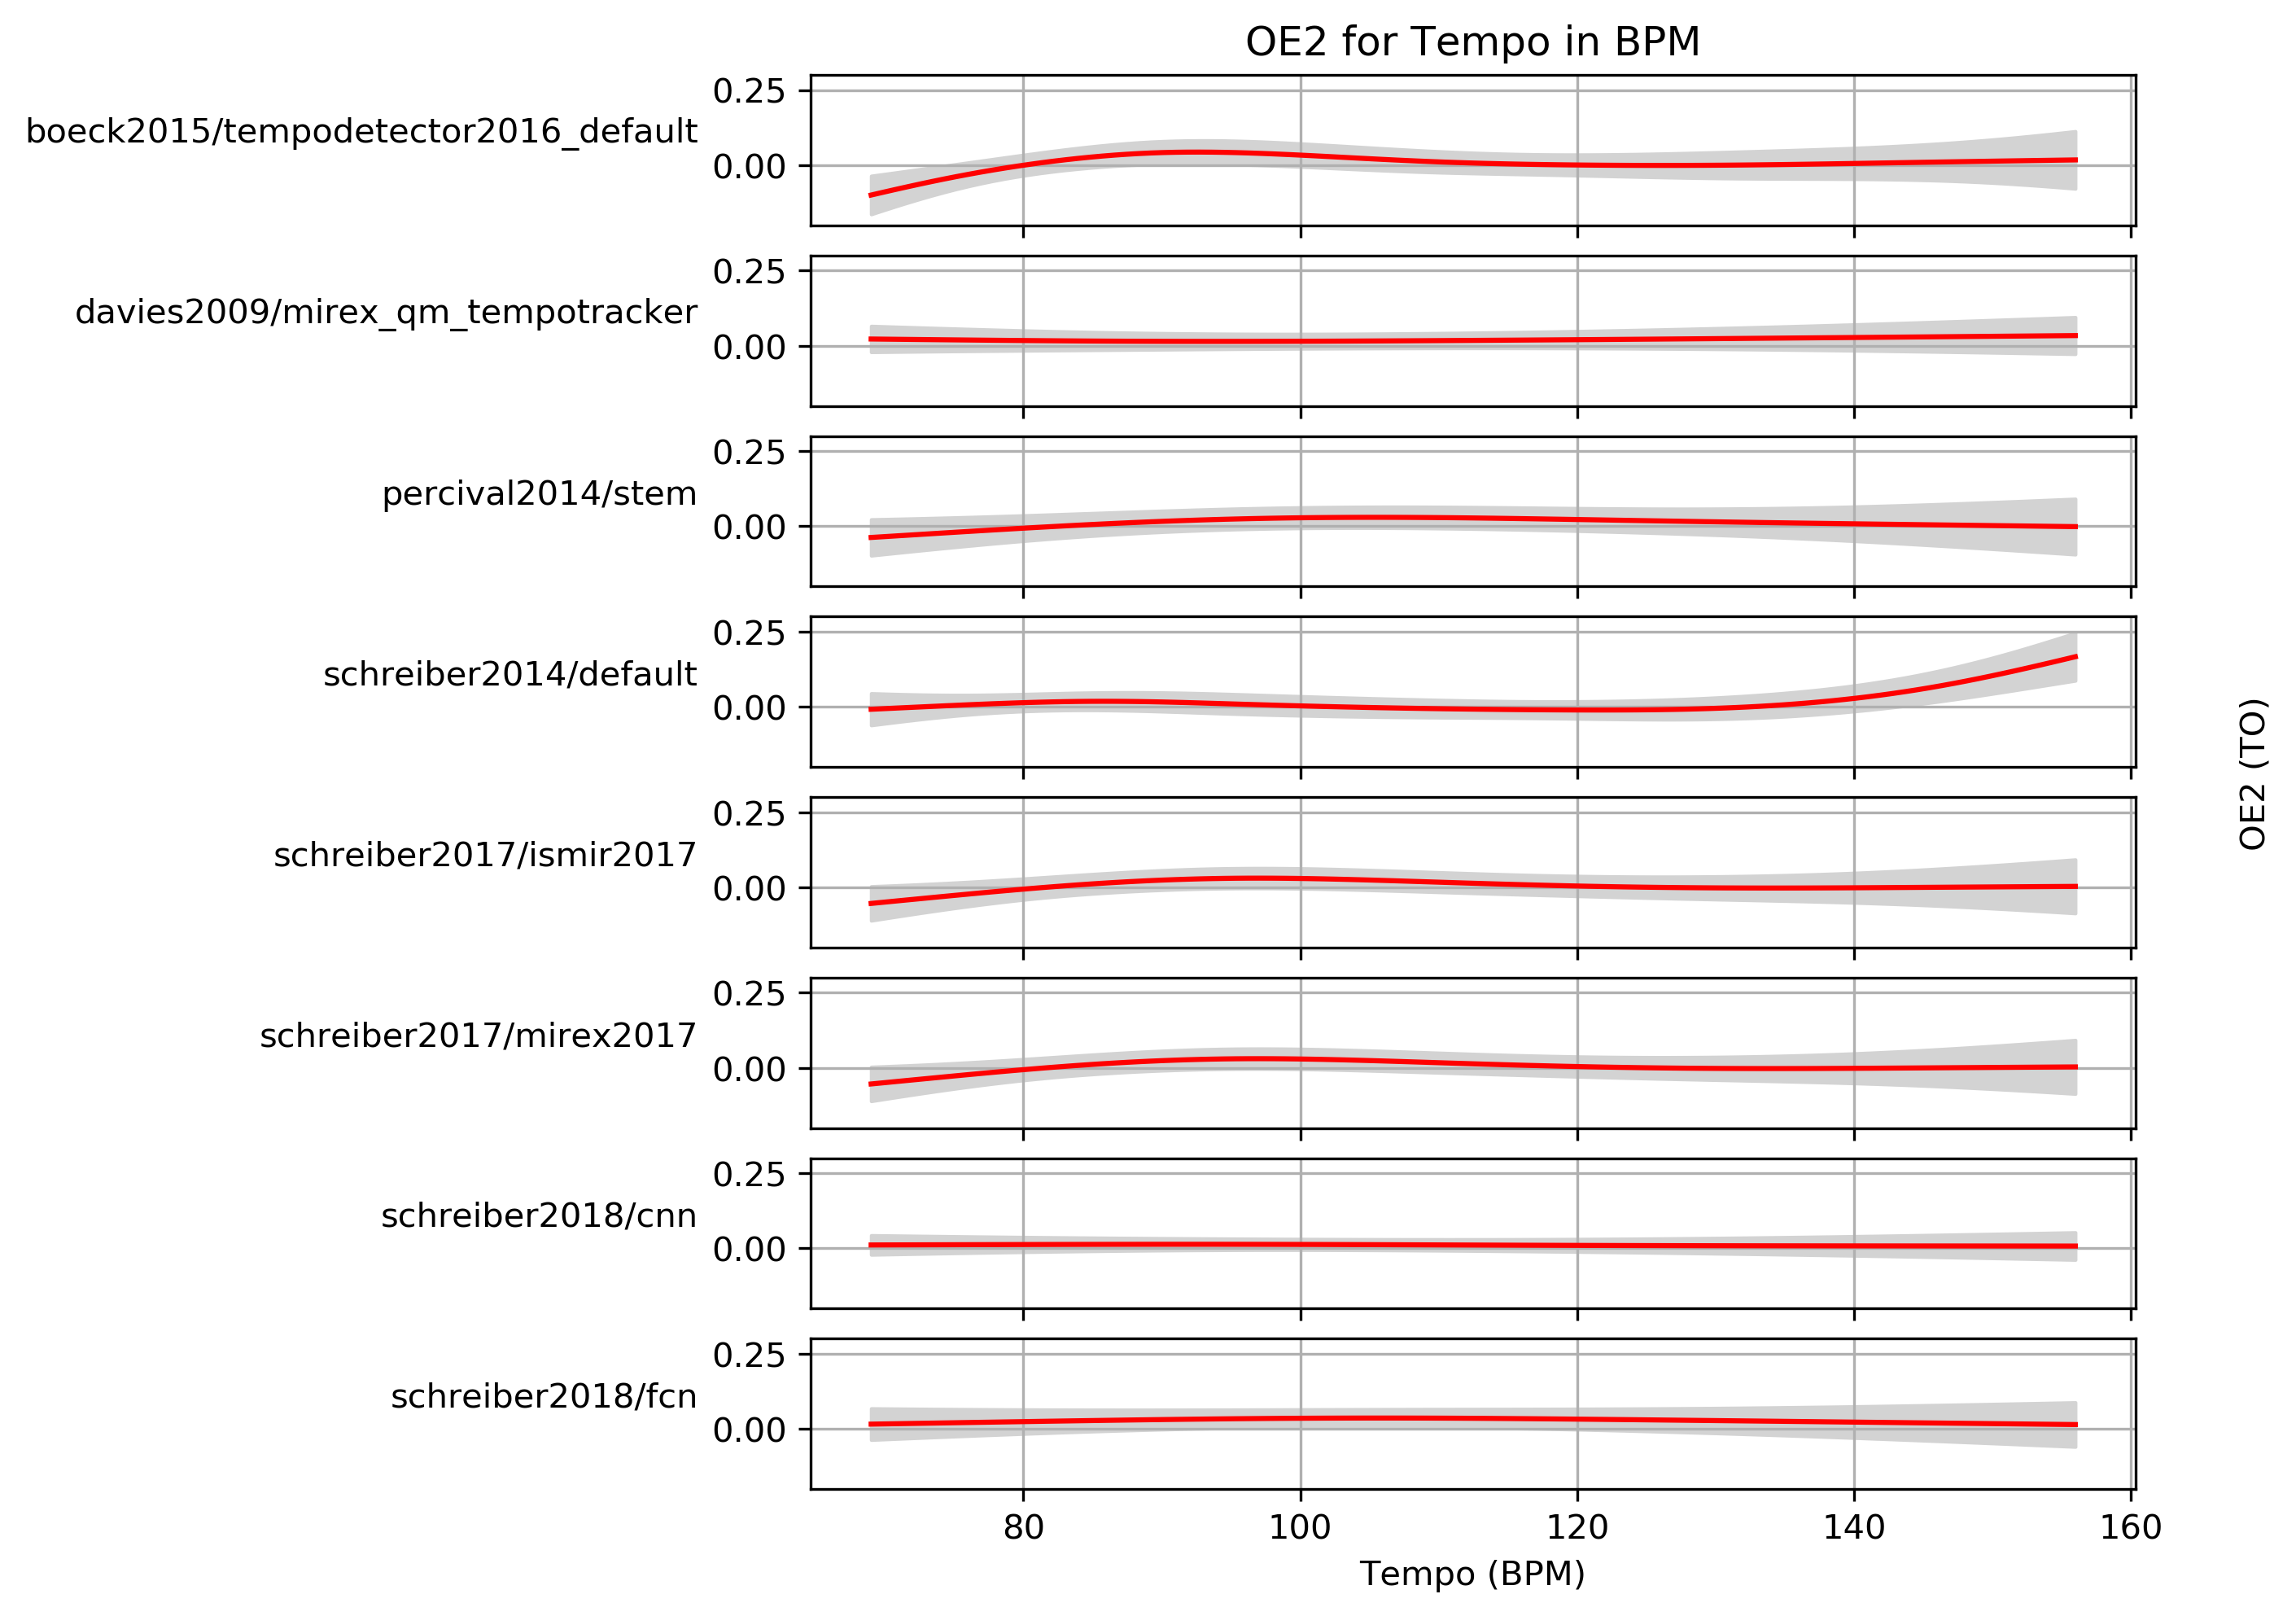 OE2 for Tempo in BPM
boeck2015/tempodetector2016_default
0.25
0.00
davies2009/mirex_qm_tempotracker
0.25
0.00
percival2014/stem
0.25
0.00
schreiber2014/default
0.25
0.00
schreiber2017/ismir2017
0.25
0.00
schreiber2017/mirex2017
0.25
0.00
schreiber2018/cnn
0.25
0.00
schreiber2018/fcn
0.25
0.00
80 100 120 140 160
Tempo (BPM)
OE2 (TO)